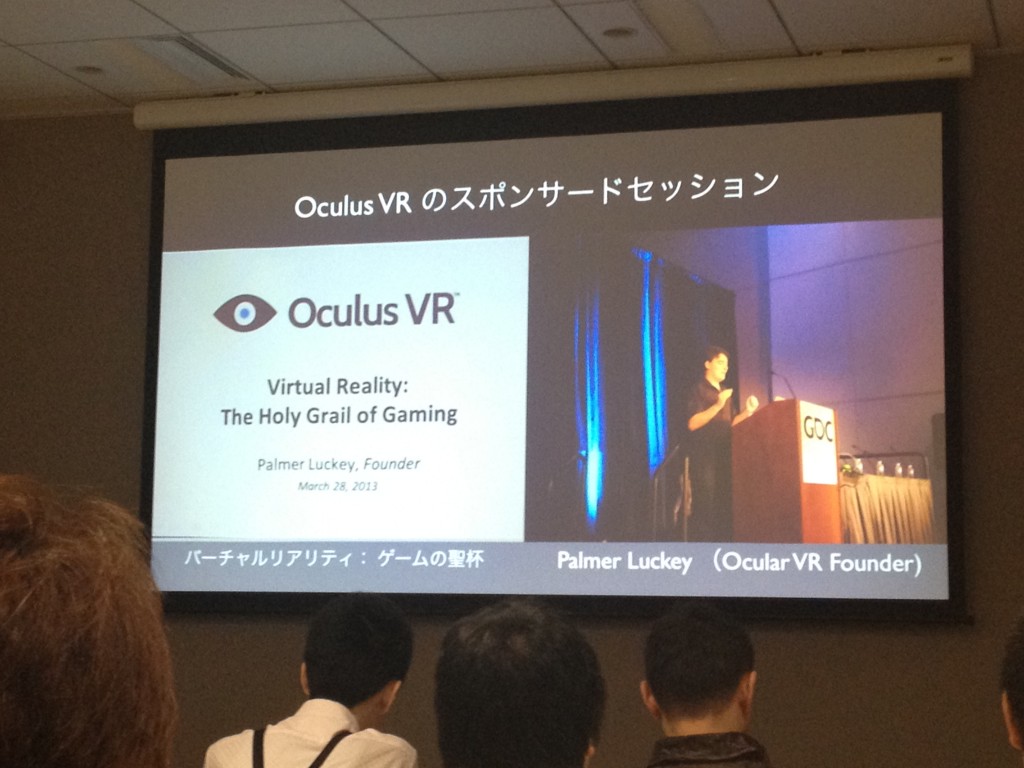 Oculus VR のスポンサードセッション
Oculus VR™
Virtual Reality:
The Holy Grail of Gaming
Palmer Luckey, Founder
March 28, 2013
GDC
バーチャルリアリティ： ゲームの聖杯
Palmer Luckey （Ocular VR Founder)